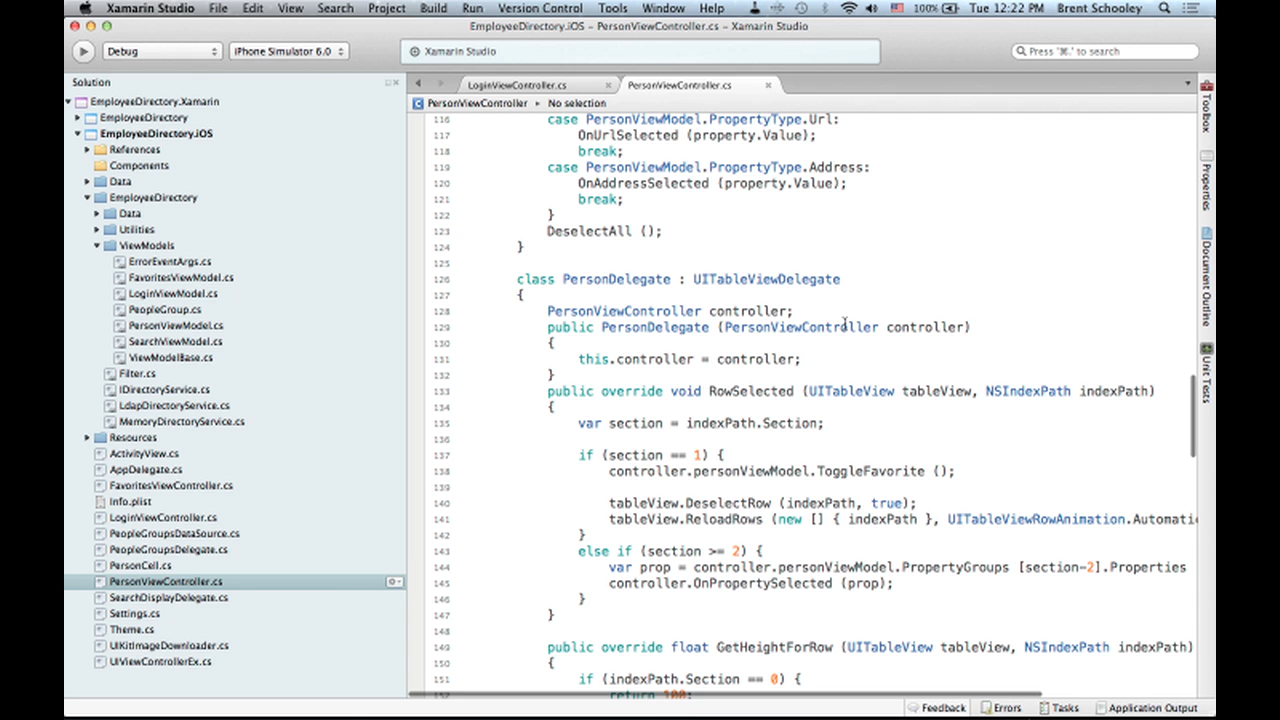 Xamarin Studio File Edit View Search Project Build Run Version Control Tools Window Help 100% Tue 12:22 PM Brent Schooley
EmployeeDirectory.iOS – PersonViewController.cs – Xamarin Studio
Debug iPhone Simulator 6.0 Xamarin Studio Press '⌘.' to search
Solution
EmployeeDirectory.Xamarin
EmployeeDirectory
EmployeeDirectory.iOS
References
Components
Data
EmployeeDirectory
Data
Utilities
ViewModels
ErrorEventArgs.cs
FavoritesViewModel.cs
LoginViewModel.cs
PeopleGroup.cs
PersonViewModel.cs
SearchViewModel.cs
ViewModelBase.cs
Filter.cs
IDirectoryService.cs
LdapDirectoryService.cs
MemoryDirectoryService.cs
Resources
ActivityView.cs
AppDelegate.cs
FavoritesViewController.cs
Info.plist
LoginViewController.cs
PeopleGroupsDataSource.cs
PeopleGroupsDelegate.cs
PersonCell.cs
PersonViewController.cs
SearchDisplayDelegate.cs
Settings.cs
Theme.cs
UIKitImageDownloader.cs
UIViewControllerEx.cs
LoginViewController.cs PersonViewController.cs
PersonViewController No selection
116 case PersonViewModel.PropertyType.Url:
117 OnUrlSelected (property.Value);
118 break;
119 case PersonViewModel.PropertyType.Address:
120 OnAddressSelected (property.Value);
121 break;
122 }
123 DeselectAll ();
124 }
125
126 class PersonDelegate : UITableViewDelegate
127 {
128 PersonViewController controller;
129 public PersonDelegate (PersonViewController controller)
130 {
131 this.controller = controller;
132 }
133 public override void RowSelected (UITableView tableView, NSIndexPath indexPath)
134 {
135 var section = indexPath.Section;
136
137 if (section == 1) {
138 controller.personViewModel.ToggleFavorite ();
139
140 tableView.DeselectRow (indexPath, true);
141 tableView.ReloadRows (new [] { indexPath }, UITableViewRowAnimation.Automati
142 }
143 else if (section >= 2) {
144 var prop = controller.personViewModel.PropertyGroups [section-2].Properties
145 controller.OnPropertySelected (prop);
146 }
147 }
148
149 public override float GetHeightForRow (UITableView tableView, NSIndexPath indexPath)
150 {
151 if (indexPath.Section == 0) {
152 return 100;
Toolbox
Properties
Document Outline
Unit Tests
Feedback Errors Tasks Application Output